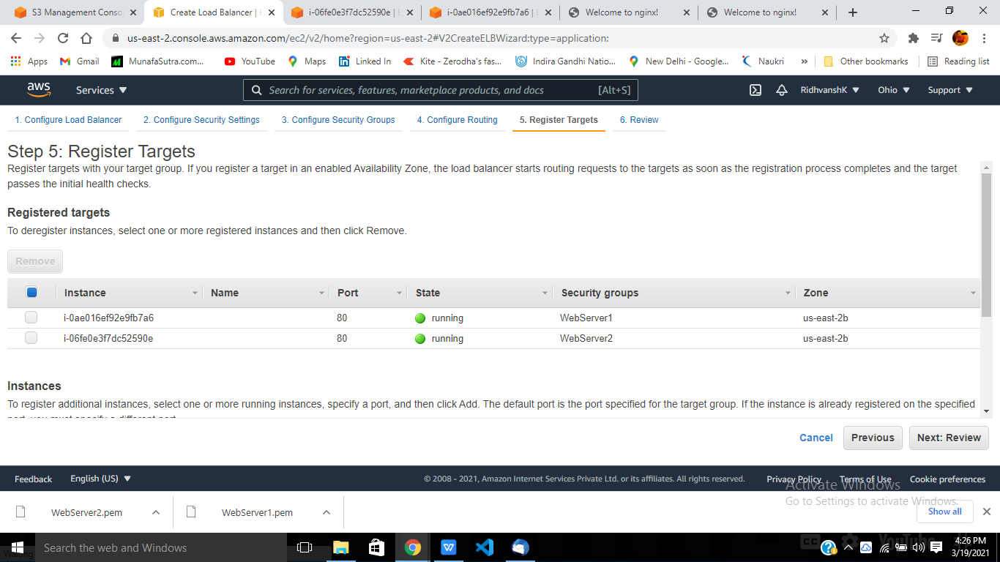 S3 Management Conso
Create Load Balancer | E
i-06fe0e3f7dc52590e | E
i-0ae016ef92e9fb7a6 | E
Welcome to nginx!
Welcome to nginx!
us-east-2.console.aws.amazon.com/ec2/v2/home?region=us-east-2#V2CreateELBWizard:type=application:
Apps
Gmail
MunafaSutra.com...
YouTube
Maps
Linked In
Kite - Zerodha's fas...
Indira Gandhi Natio...
New Delhi - Google...
Naukri
»
Other bookmarks
Reading list
aws
Services
Search for services, features, marketplace products, and docs
[Alt+S]
RidhvanshK
Ohio
Support
1. Configure Load Balancer
2. Configure Security Settings
3. Configure Security Groups
4. Configure Routing
5. Register Targets
6. Review
Step 5: Register Targets
Register targets with your target group. If you register a target in an enabled Availability Zone, the load balancer starts routing requests to the targets as soon as the registration process completes and the target
passes the initial health checks.
Registered targets
To deregister instances, select one or more registered instances and then click Remove.
Remove
Instance Name Port State Security groups Zone
i-0ae016ef92e9fb7a6 80 running WebServer1 us-east-2b
i-06fe0e3f7dc52590e 80 running WebServer2 us-east-2b
Instances
To register additional instances, select one or more running instances, specify a port, and then click Add. The default port is the port specified for the target group. If the instance is already registered on the specified
port, you must specify a different port.
Cancel
Previous
Next: Review
Feedback
English (US)
© 2008 - 2021, Amazon Internet Services Private Ltd. or its affiliates. All rights reserved.
Privacy Policy
Terms of Use
Cookie preferences
Activate Windows
Go to Settings to activate Windows.
WebServer2.pem
WebServer1.pem
Show all
Search the web and Windows
Waiting
CC
YouTube
4:26 PM
3/19/2021